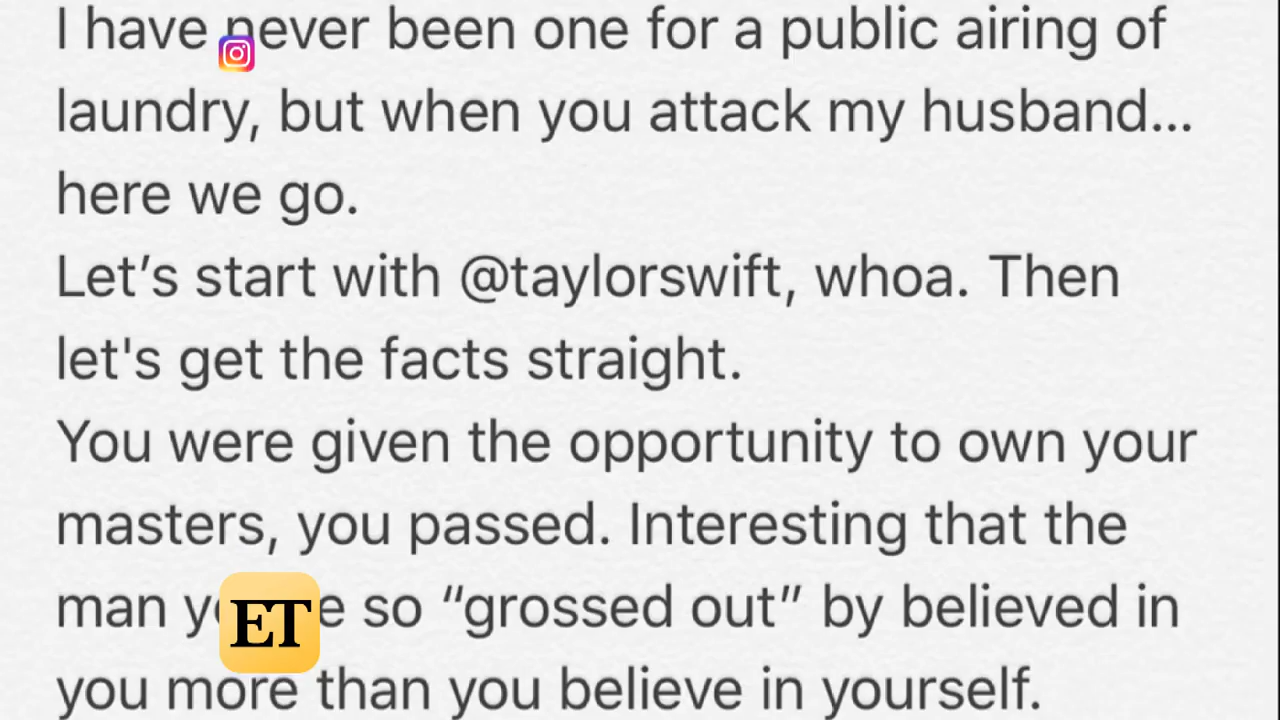 I have never been one for a public airing of
laundry, but when you attack my husband...
here we go.
Let’s start with @taylorswift, whoa. Then
let's get the facts straight.
You were given the opportunity to own your
masters, you passed. Interesting that the
man so “grossed out” by believed in
ET
you more than you believe in yourself.